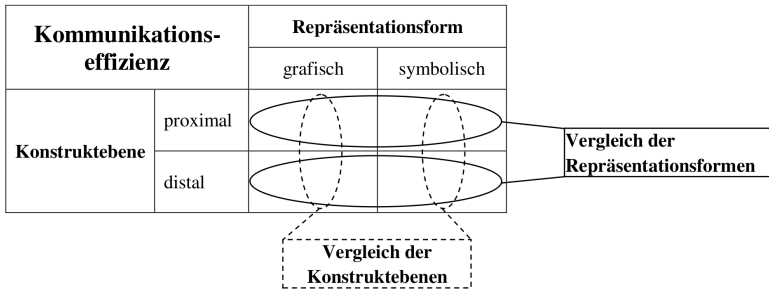 Kommunikations-
effizienz
Repräsentationsform
grafisch symbolisch
Konstruktebene
proximal
distal
Vergleich der
Repräsentationsformen
Vergleich der
Konstruktebenen